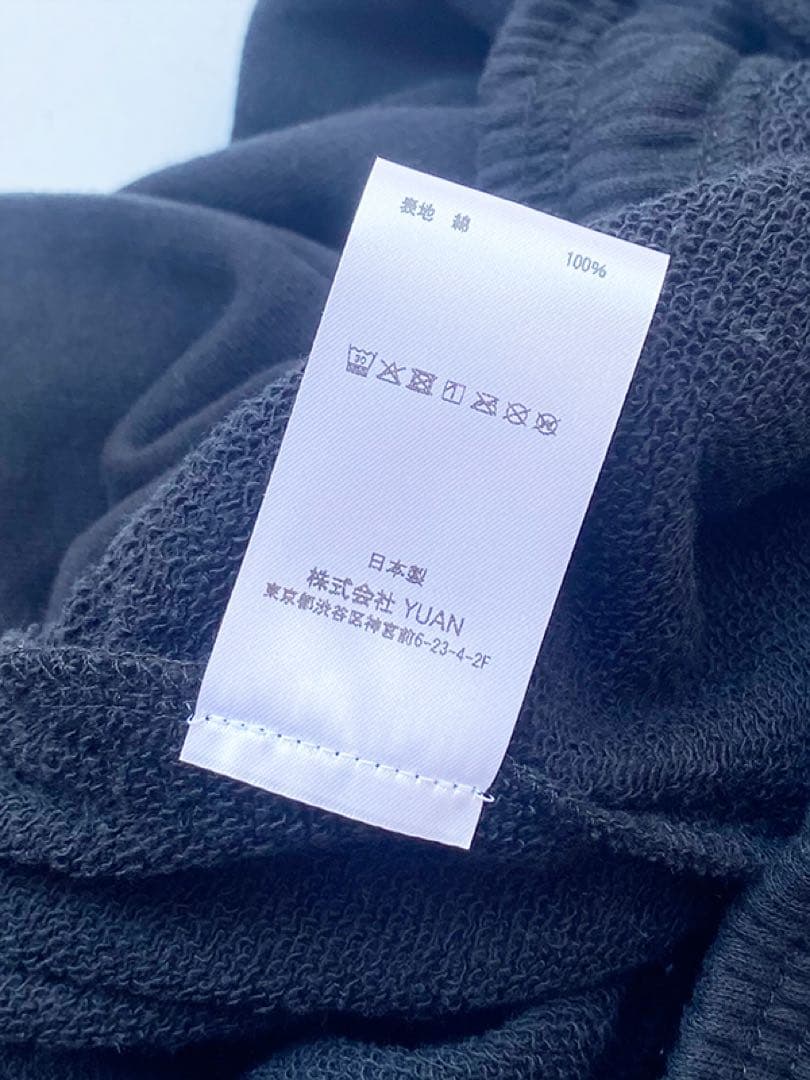 表地 綿 100%
30
日本製
株式会社 YUAN
東京都渋谷区神宮前6-23-4-2F